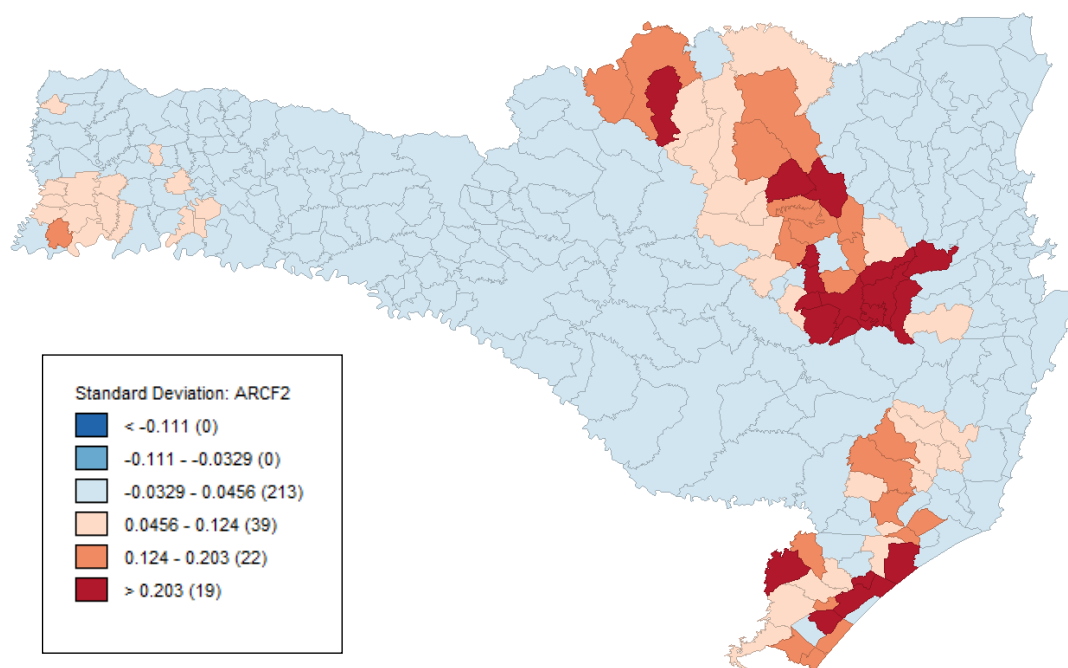 Standard Deviation: ARCF2
< -0.111 (0)
-0.111 - -0.0329 (0)
-0.0329 - 0.0456 (213)
0.0456 - 0.124 (39)
0.124 - 0.203 (22)
> 0.203 (19)